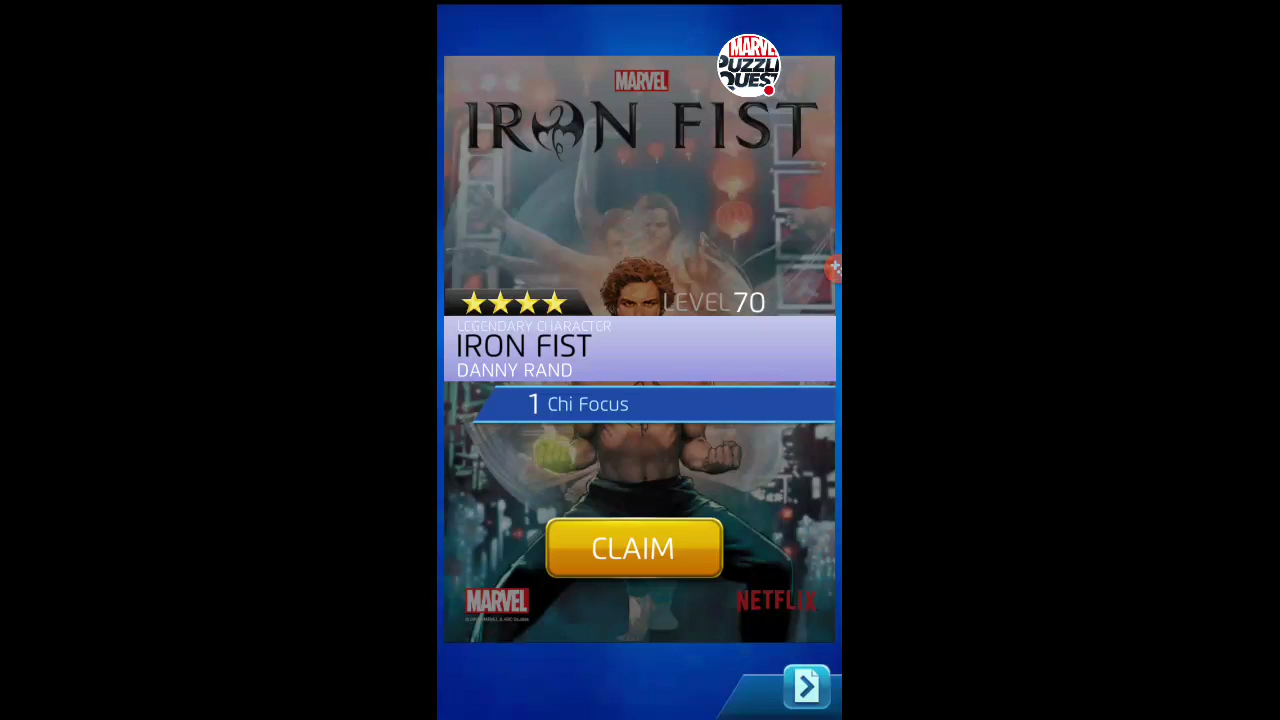 MARVEL
PUZZLE
QUEST
MARVEL
IRON FIST
LEVEL 70
LEGENDARY CHARACTER
IRON FIST
DANNY RAND
1 Chi Focus
CLAIM
MARVEL
NETFLIX